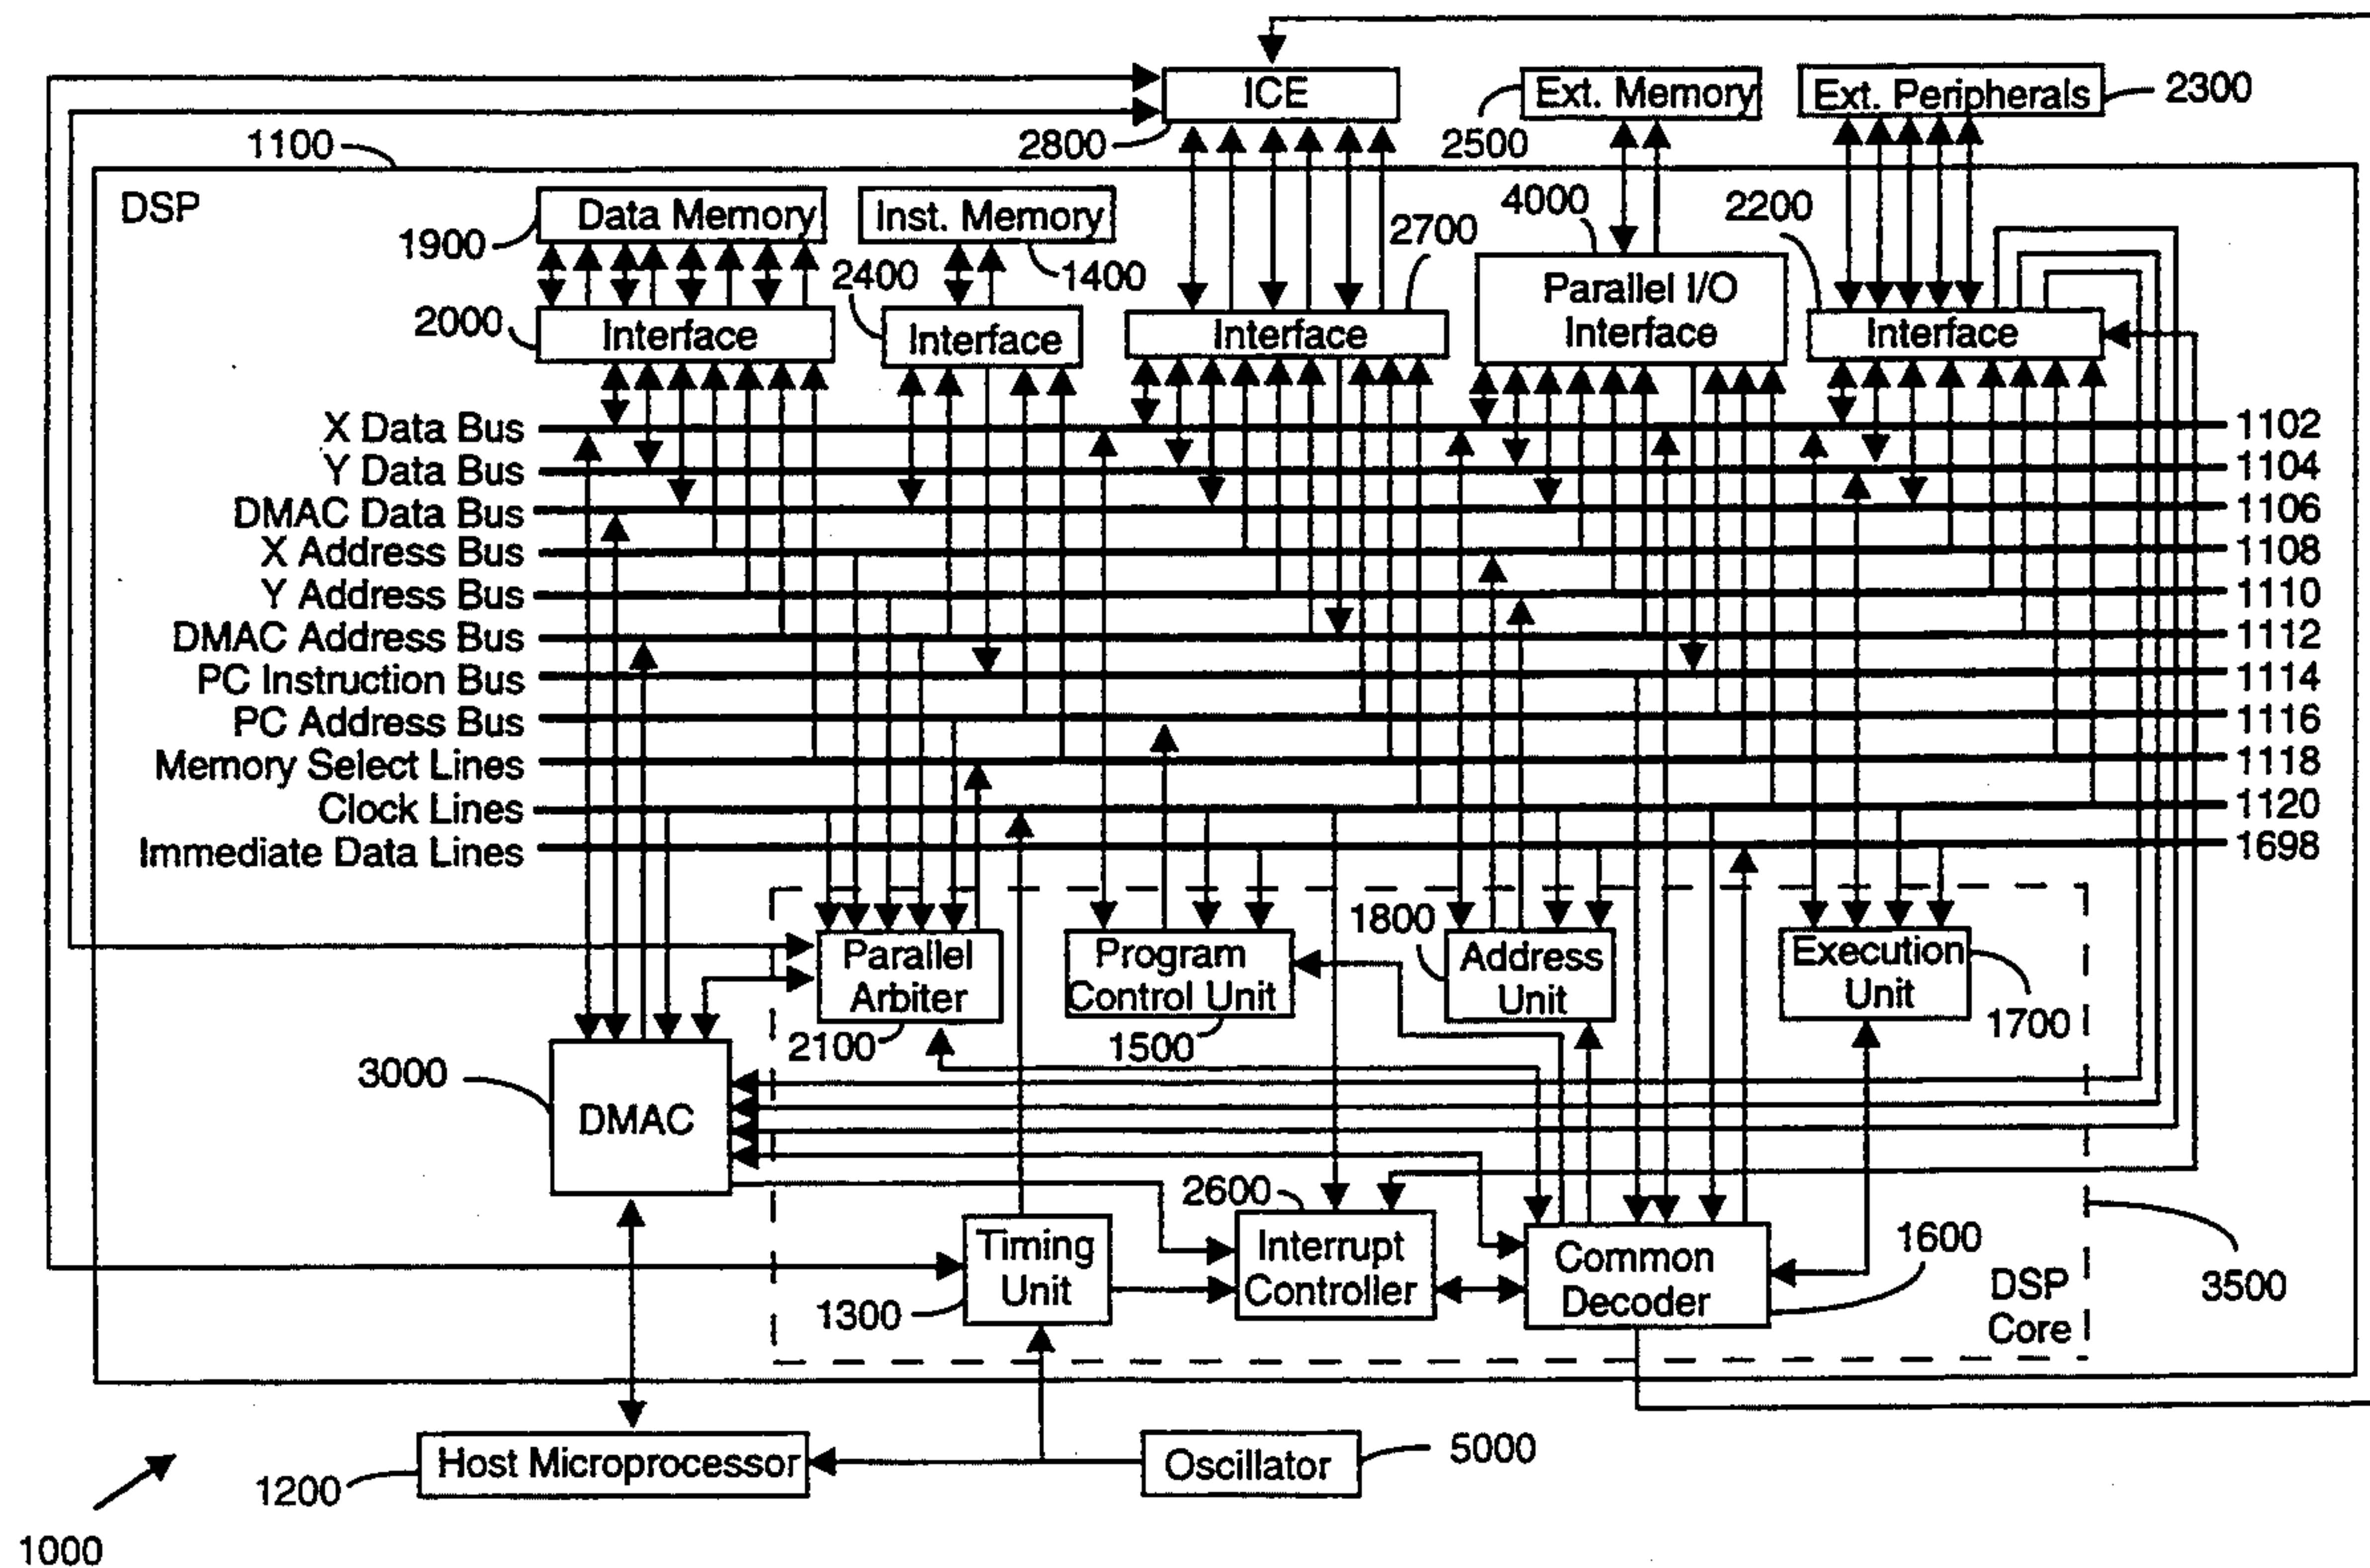 ICE
Ext. Memory
Ext. Peripherals
2300
2800
2500
1100
DSP
Data Memory
Inst. Memory
4000
2200
1900
2400
1400
2700
2000
Interface
Interface
Interface
Parallel I/O
Interface
Interface
X Data Bus
1102
Y Data Bus
1104
DMAC Data Bus
1106
X Address Bus
1108
Y Address Bus
1110
DMAC Address Bus
1112
PC Instruction Bus
1114
PC Address Bus
1116
Memory Select Lines
1118
Clock Lines
1120
Immediate Data Lines
1698
Parallel
Arbiter
2100
Program
Control Unit
1500
1800
Address
Unit
Execution
Unit
1700
3000
DMAC
2600
Timing
Unit
1300
Interrupt
Controller
Common
Decoder
1600
DSP
Core
3500
Host Microprocessor
1200
Oscillator
5000
1000